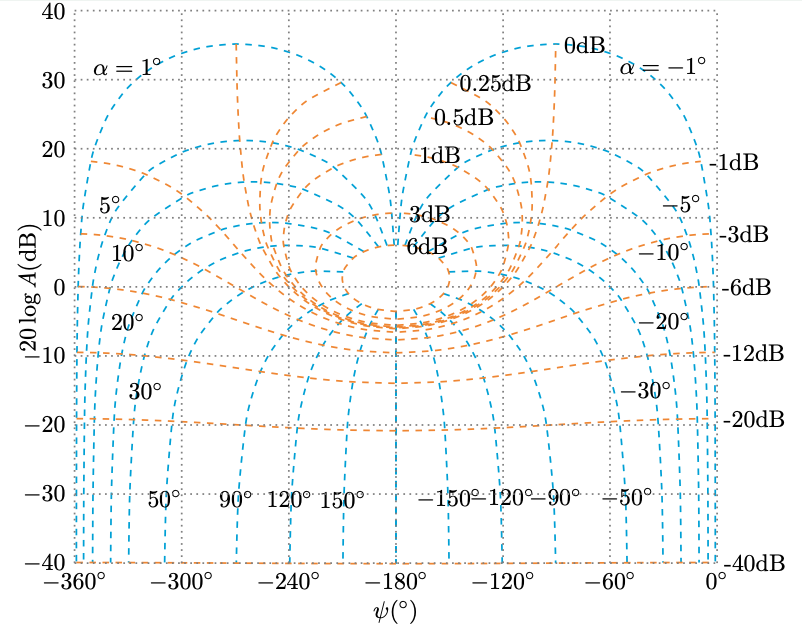 40
0dB
α = 1°
α = −1°
30
0.25dB
0.5dB
20
1dB
-1dB
5°
−5°
10
3dB
-3dB
6dB
10°
−10°
0
-6dB
20 log A(dB)
20°
−20°
−10
-12dB
30°
−30°
−20
-20dB
−30
50°
90°
120°
150°
−150°
−120°
−90°
−50°
−40
-40dB
−360°
−300°
−240°
−180°
−120°
−60°
0°
ψ(°)